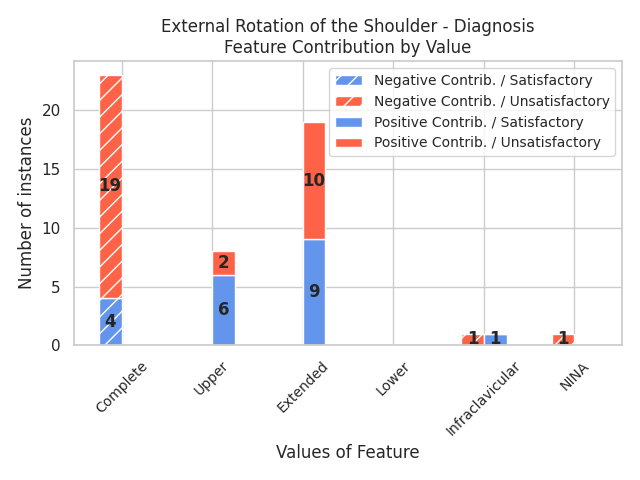 External Rotation of the Shoulder - Diagnosis
Feature Contribution by Value
Negative Contrib. / Satisfactory
Negative Contrib. / Unsatisfactory
Positive Contrib. / Satisfactory
Positive Contrib. / Unsatisfactory
Number of instances
20
15
10
5
0
19
4
2
6
10
9
1
1
1
Complete
Upper
Extended
Lower
Infraclavicular
NINA
Values of Feature